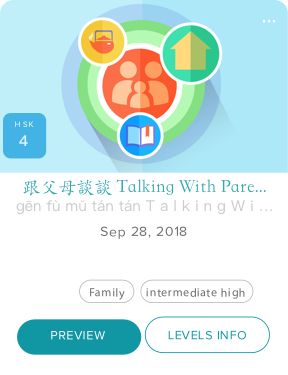 HSK
4
跟父母談談 Talking With Pare...
gēn fù mǔ tán tán T a l k i n g W i ...
Sep 28, 2018
Family
intermediate high
PREVIEW
LEVELS INFO